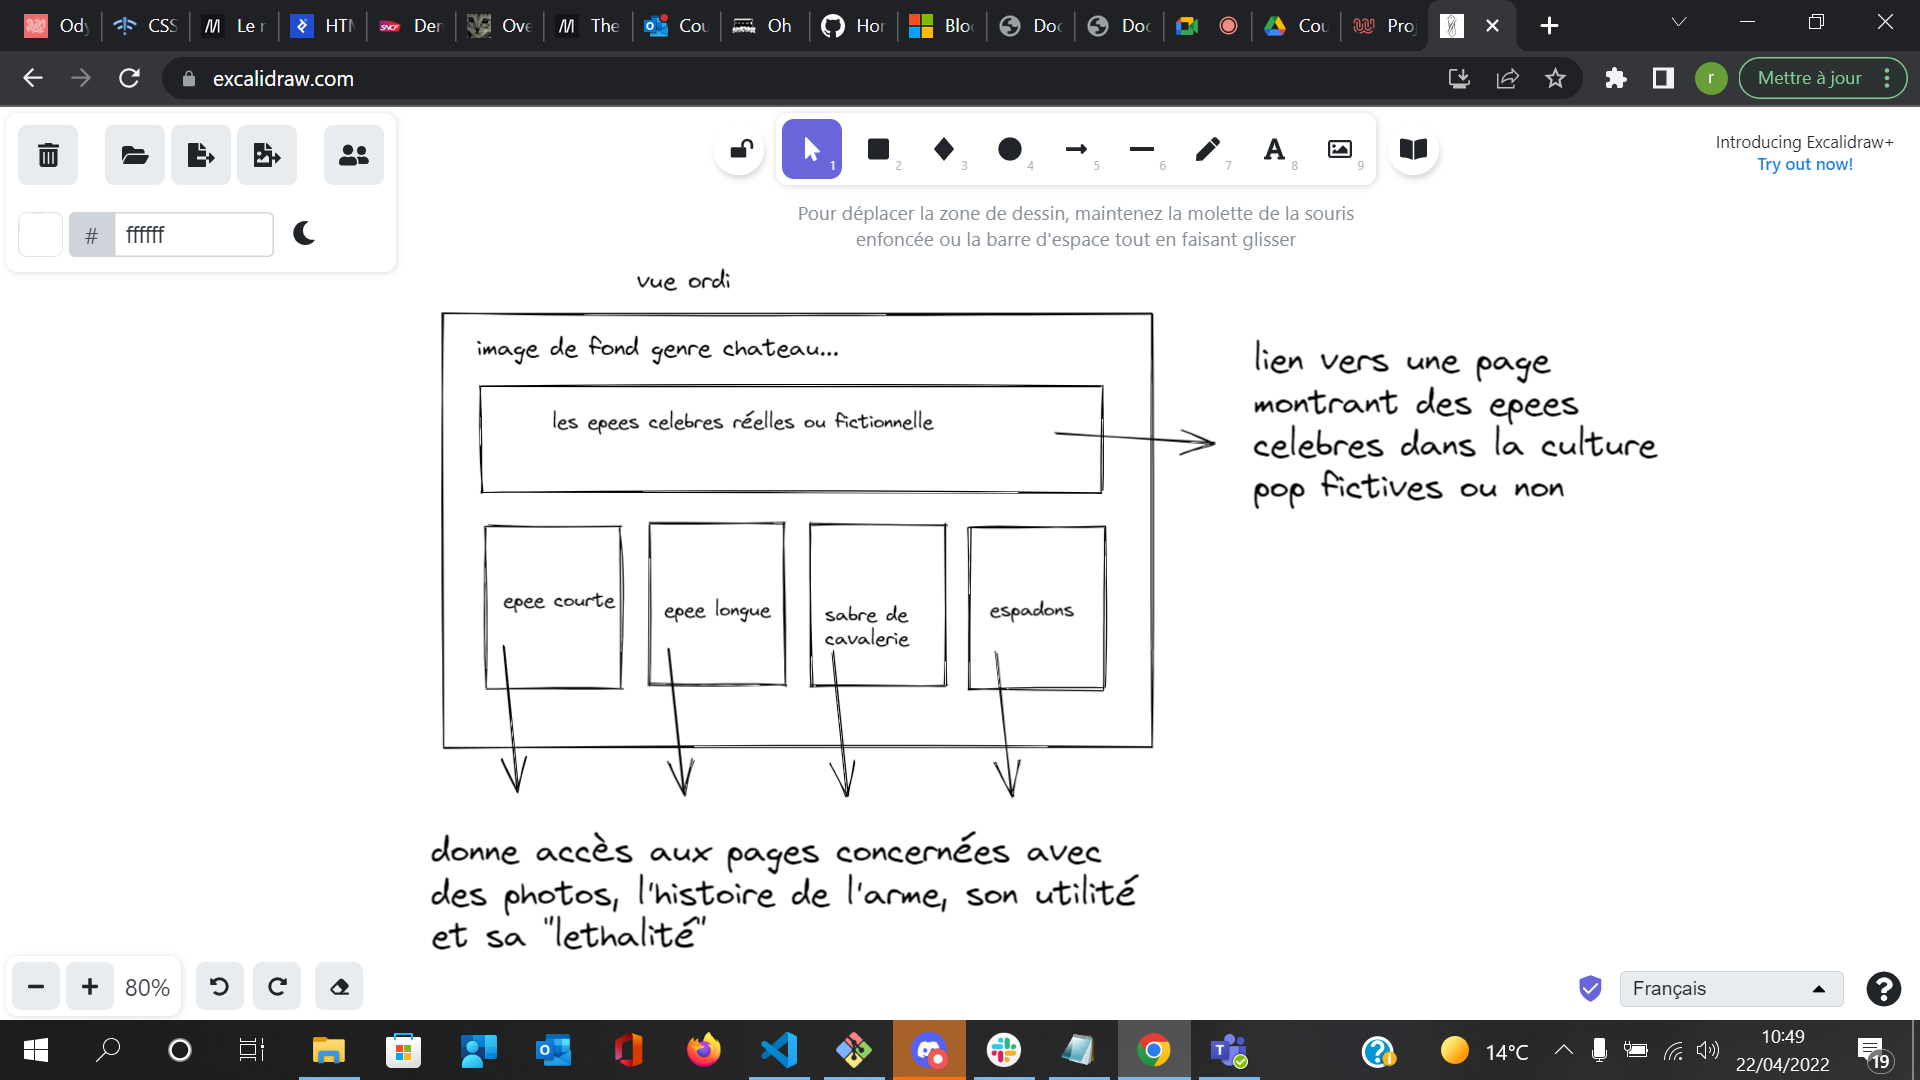 Ody
CSS
Le r
HTM
Der
Ove
The
Cou
Oh
Hor
Bloc
Doc
Doc
Cou
Proj
excalidraw.com
r
Mettre à jour
1
2
3
4
5
6
7
A
8
9
Introducing Excalidraw+
Try out now!
# ffffff
Pour déplacer la zone de dessin, maintenez la molette de la souris
enfoncée ou la barre d'espace tout en faisant glisser
vue ordi
image de fond genre chateau...
les epees celebres réelles ou fictionnelle
lien vers une page
montrant des epees
celebres dans la culture
pop fictives ou non
epee courte
epee longue
sabre de
cavalerie
espadons
donne accès aux pages concernées avec
des photos, l'histoire de l'arme, son utilité
et sa "lethalité"
80%
Français
14°C
10:49
22/04/2022
19